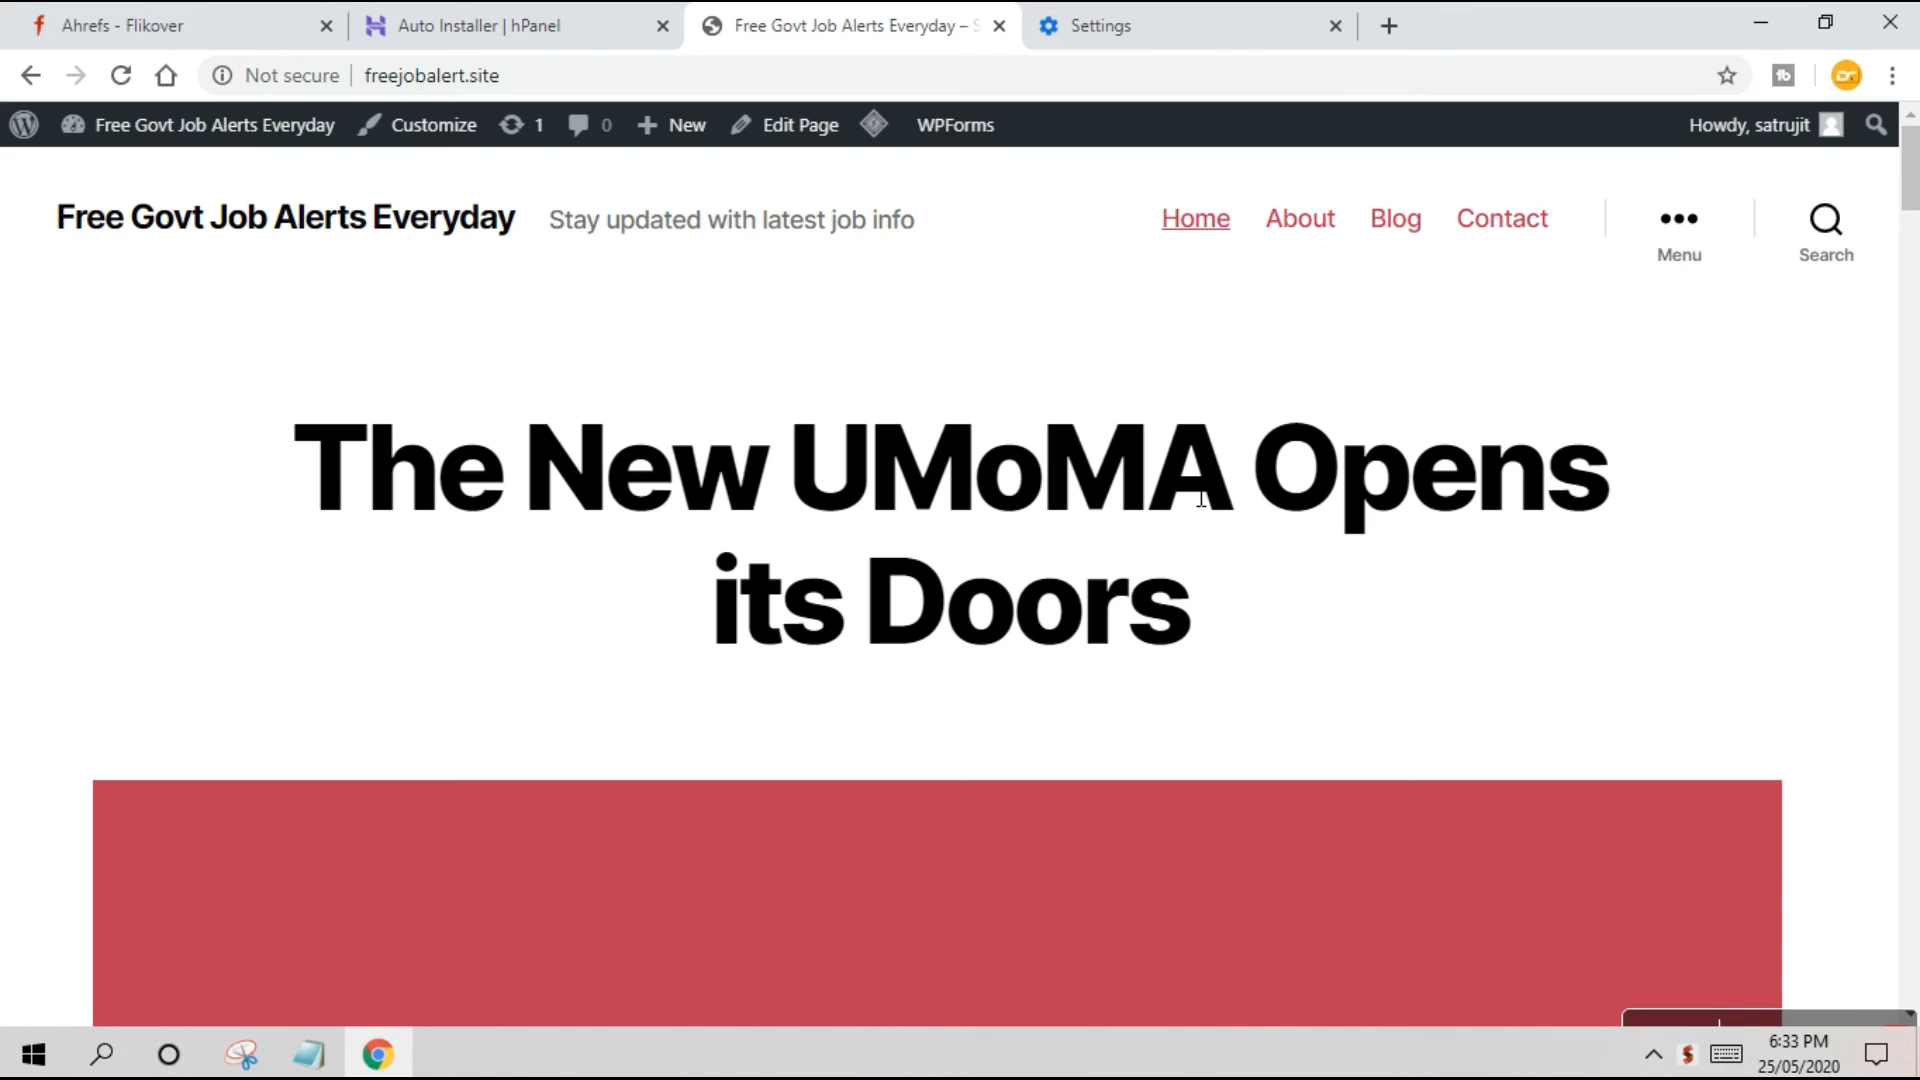 Ahrefs - Flikover
Auto Installer | hPanel
Free Govt Job Alerts Everyday – S
Settings
Not secure
freejobalert.site
Free Govt Job Alerts Everyday
Customize
1
0
New
Edit Page
WPForms
Howdy, satrujit
Free Govt Job Alerts Everyday
Stay updated with latest job info
Home
About
Blog
Contact
Menu
Search
The New UMoMA Opens
its Doors
6:33 PM
25/05/2020